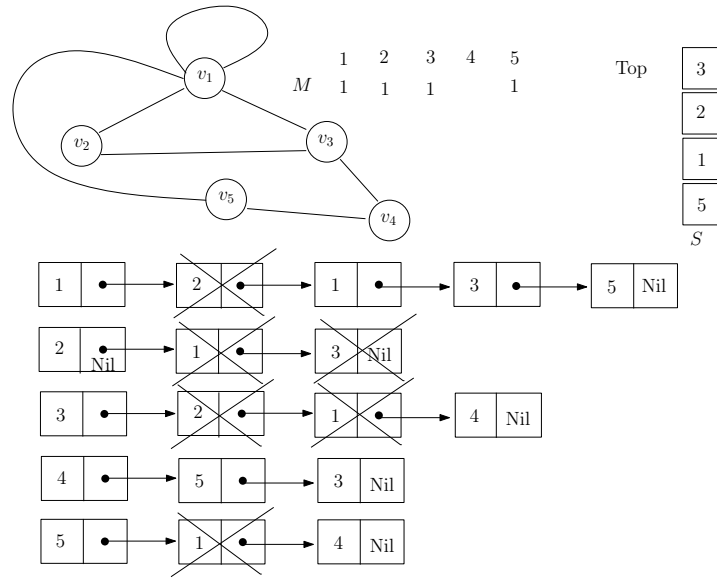 v1
v2
v3
v5
v4
1 2 3 4 5
M 1 1 1 1
Top 3
2
1
5
S
1 2 1 3 5 Nil
2 Nil 1 3 Nil
3 2 1 4 Nil
4 5 3 Nil
5 1 4 Nil